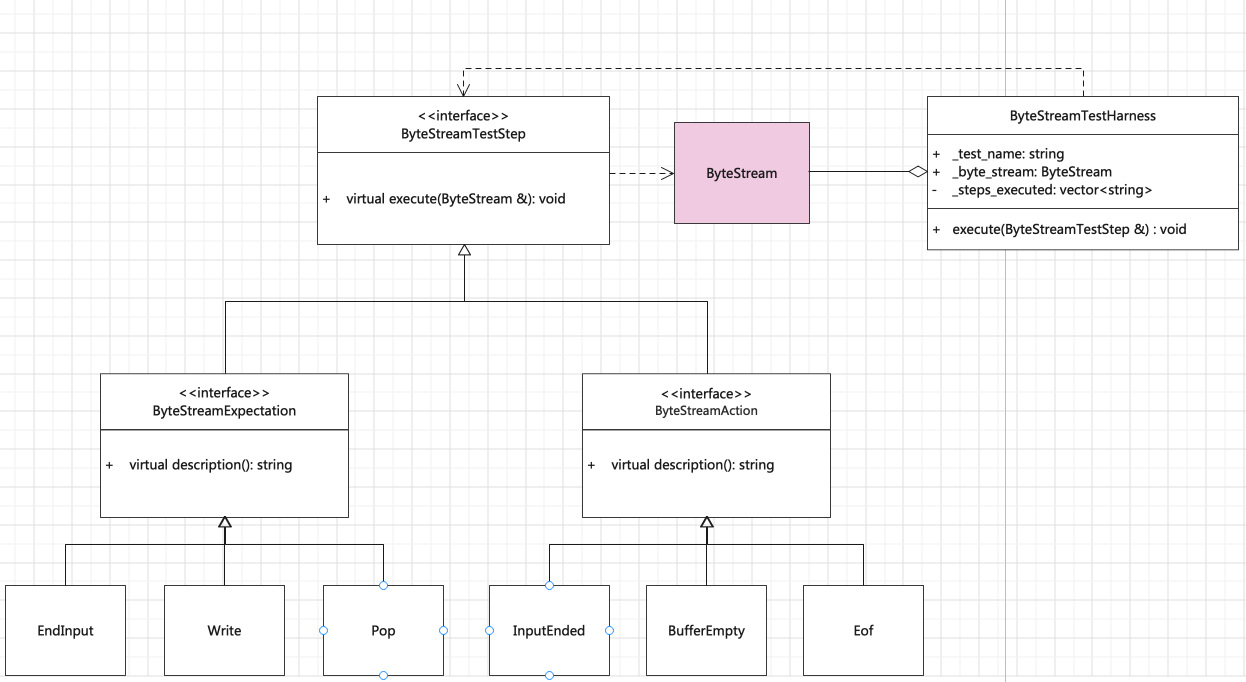 <<interface>>
ByteStreamTestStep
+ virtual execute(ByteStream &): void
ByteStream
ByteStreamTestHarness
+ _test_name: string
+ _byte_stream: ByteStream
- _steps_executed: vector<string>
+ execute(ByteStreamTestStep &) : void
<<interface>>
ByteStreamExpectation
+ virtual description(): string
<<interface>>
ByteStreamAction
+ virtual description(): string
EndInput
Write
Pop
InputEnded
BufferEmpty
Eof